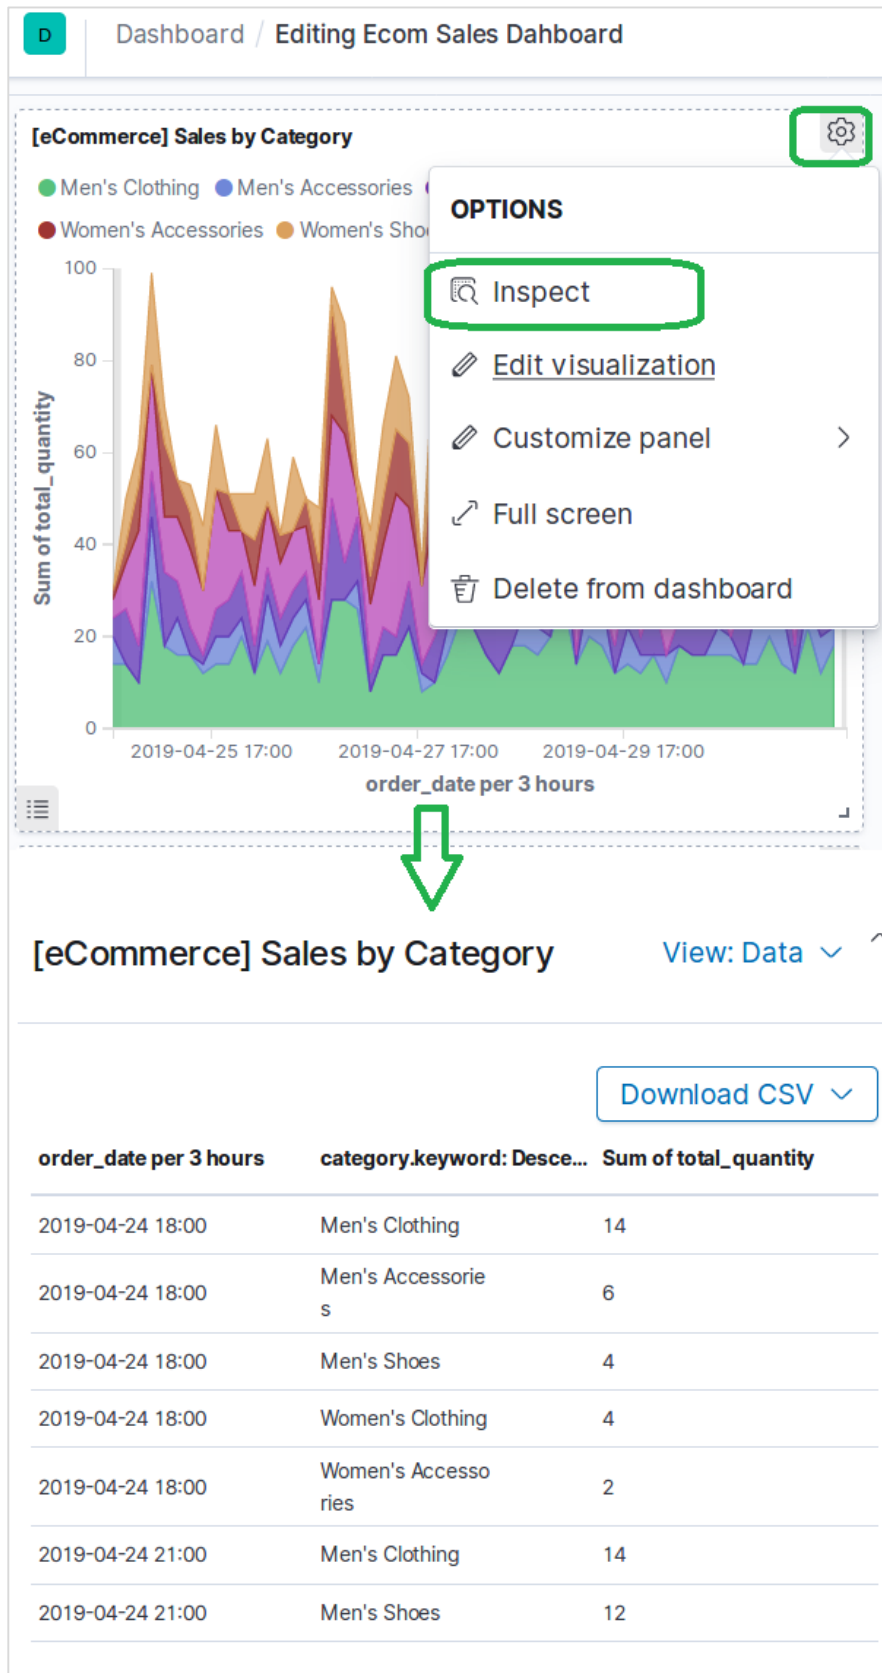 D Dashboard / Editing Ecom Sales Dahboard
[eCommerce] Sales by Category
Men's Clothing Men's Accessories
Women's Accessories Women's Sho
OPTIONS
Inspect
Edit visualization
Customize panel
Full screen
Delete from dashboard
100
80
60
40
20
0
Sum of total_quantity
2019-04-25 17:00 2019-04-27 17:00 2019-04-29 17:00
order_date per 3 hours
[eCommerce] Sales by Category View: Data
Download CSV
order_date per 3 hours category.keyword: Desce... Sum of total_quantity
2019-04-24 18:00 Men's Clothing 14
2019-04-24 18:00 Men's Accessorie 6
s
2019-04-24 18:00 Men's Shoes 4
2019-04-24 18:00 Women's Clothing 4
2019-04-24 18:00 Women's Accesso 2
ries
2019-04-24 21:00 Men's Clothing 14
2019-04-24 21:00 Men's Shoes 12